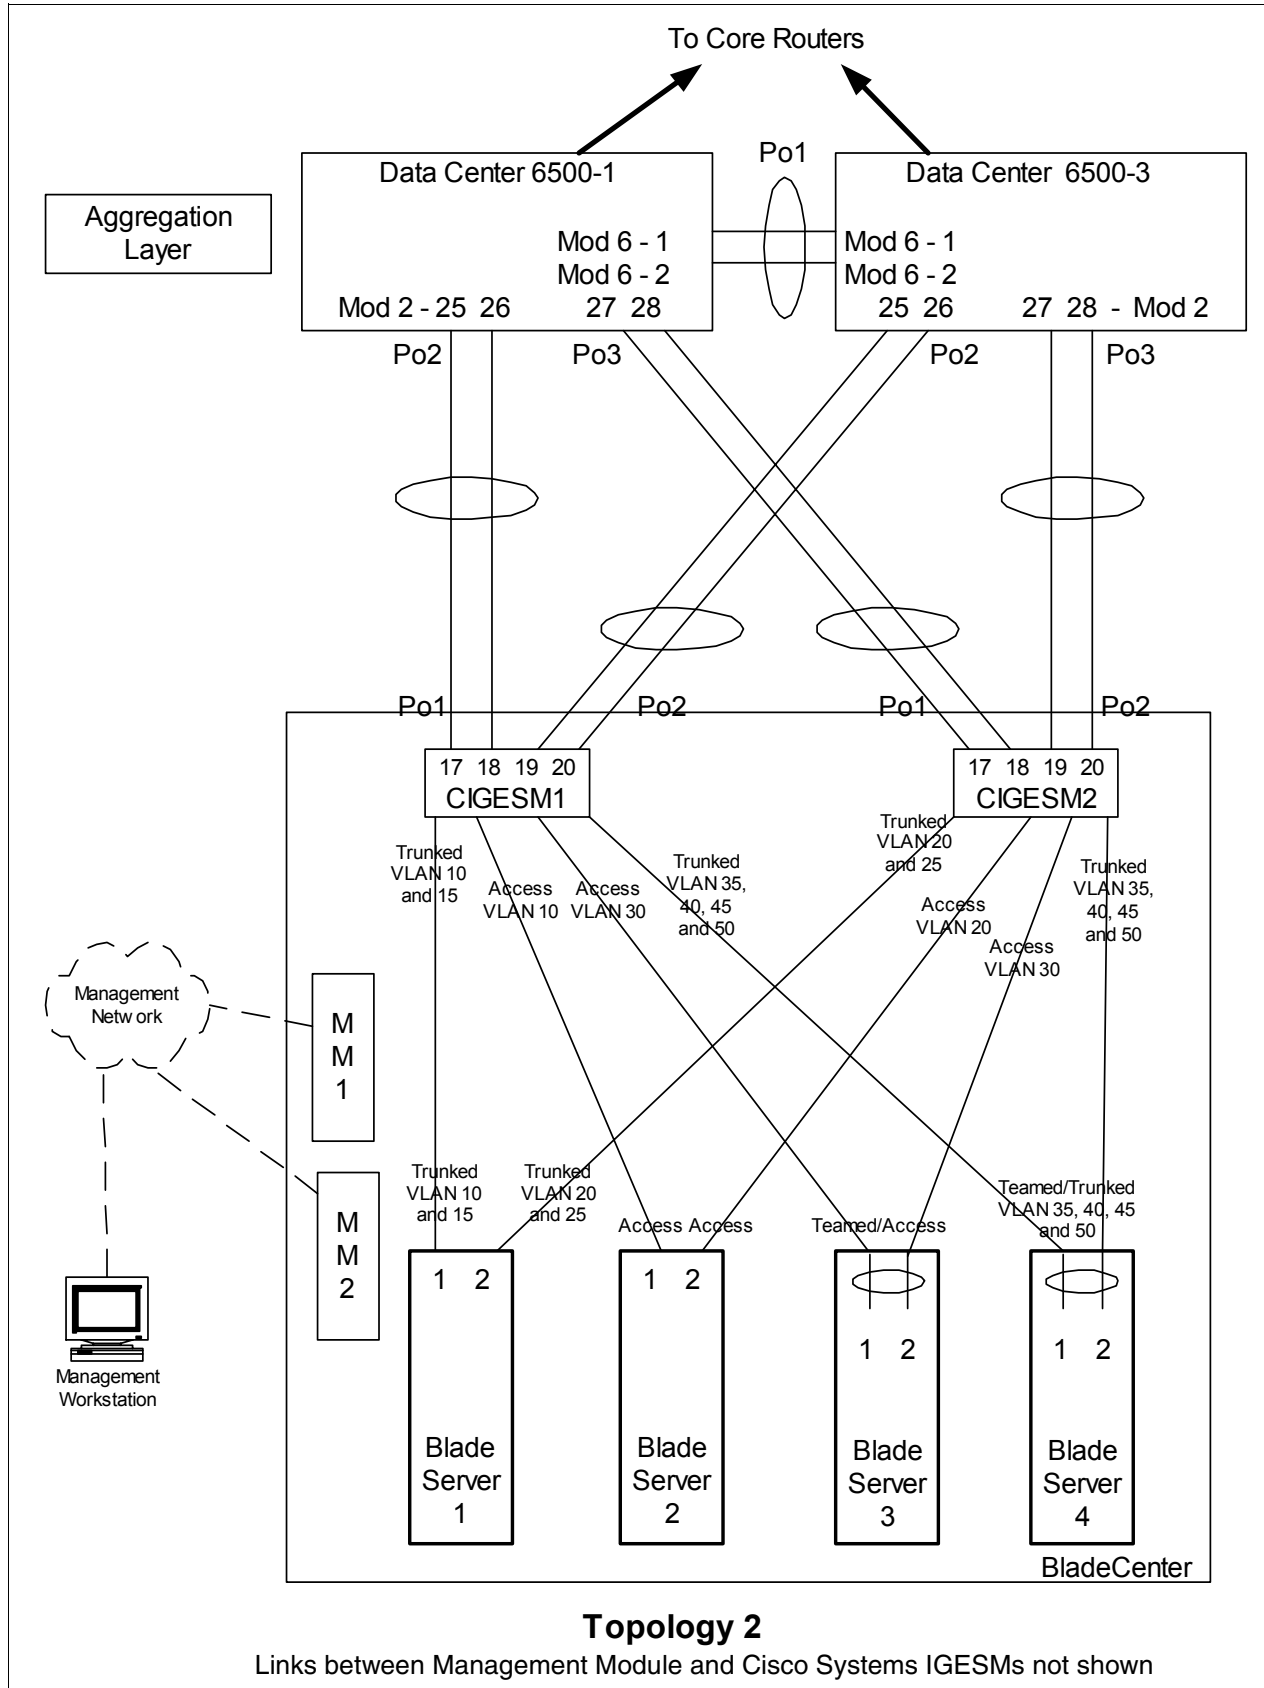 To Core Routers
Po1
Data Center 6500-1
Data Center 6500-3
Aggregation
Layer
Mod 6 - 1
Mod 6 - 2
Mod 6 - 1
Mod 6 - 2
Mod 2 - 25 26
27 28
25 26
27 28 - Mod 2
Po2
Po3
Po2
Po3
Po1
Po2
Po1
Po2
17 18 19 20
CIGESM1
17 18 19 20
CIGESM2
Trunked
VLAN 10
and 15
Access
VLAN 10
Access
VLAN 30
Trunked
VLAN 35,
40, 45
and 50
Trunked
VLAN 20
and 25
Access
VLAN 20
Access
VLAN 30
Trunked
VLAN 35,
40, 45
and 50
Management
Network
M
M
1
M
M
2
Management
Workstation
Trunked
VLAN 10
and 15
Trunked
VLAN 20
and 25
Access Access
Teamed/Access
Teamed/Trunked
VLAN 35, 40, 45
and 50
1 2
Blade
Server
1
1 2
Blade
Server
2
1 2
Blade
Server
3
1 2
Blade
Server
4
BladeCenter
Topology 2
Links between Management Module and Cisco Systems IGESMs not shown